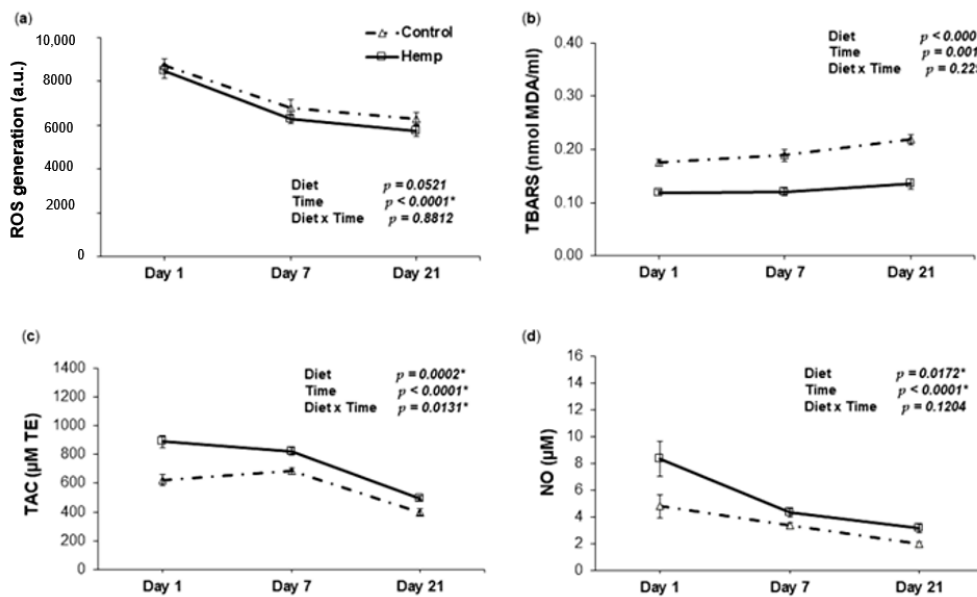 (a)
10,000
8000
6000
4000
2000
0
ROS generation (a.u.)
Control
Hemp
Diet p = 0.0521
Time p < 0.0001*
Diet x Time p = 0.8812
Day 1 Day 7 Day 21
(b)
0.40
0.30
0.20
0.10
0.00
TBARS (nmol MDA/ml)
Diet p < 0.000
Time p = 0.001
Diet x Time
Day 1 Day 7 Day 21
(c)
1400
1200
1000
800
600
400
200
0
TAC (µM TE)
Diet p = 0.0002*
Time p < 0.0001*
Diet x Time p = 0.0131*
Day 1 Day 7 Day 21
(d)
16
14
12
10
8
6
4
2
0
NO (µM)
Diet p = 0.0172*
Time p < 0.0001*
Diet x Time p = 0.1204
Day 1 Day 7 Day 21